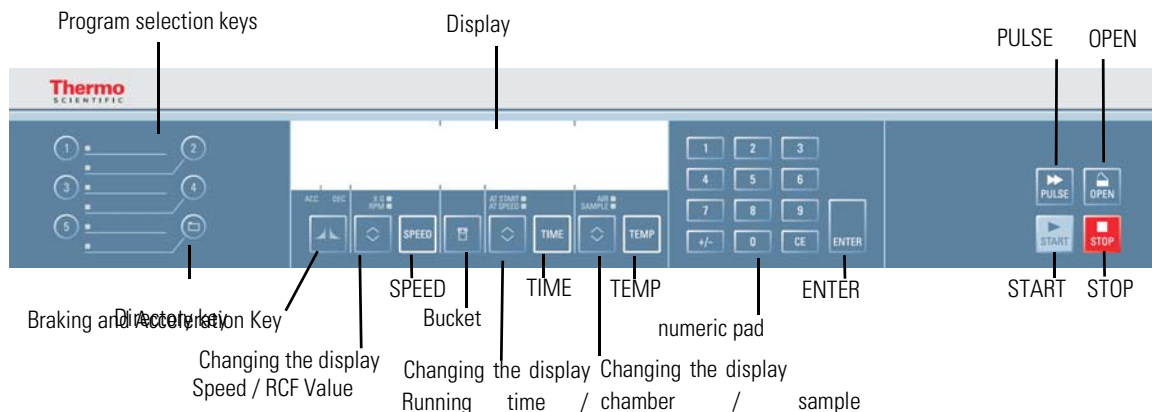 Program selection keys
Display
PULSE OPEN
Thermo
SCIENTIFIC
1 2
3 4
5
ACC DEC
X G
RPM
AT START
AT SPEED
AIR
SAMPLE
SPEED TIME TEMP
1 2 3
4 5 6
7 8 9
+/- 0 CE ENTER
PULSE OPEN
START STOP
SPEED TIME TEMP ENTER START STOP
Braking and Acceleration Key
Directory key
Bucket
numeric pad
Changing the display
Speed / RCF Value
Changing the display
Running time /
Changing the display
chamber / sample